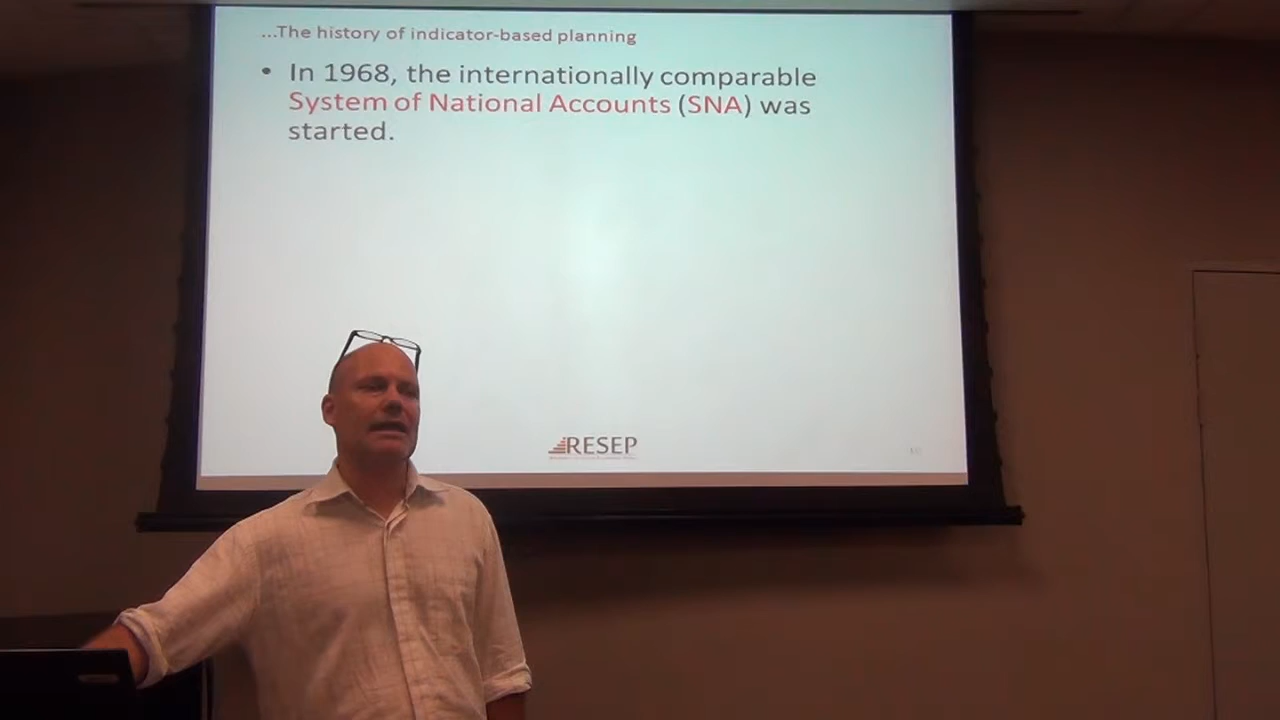 ...The history of indicator-based planning
• In 1968, the internationally comparable
System of National Accounts (SNA) was
started.
RESEP